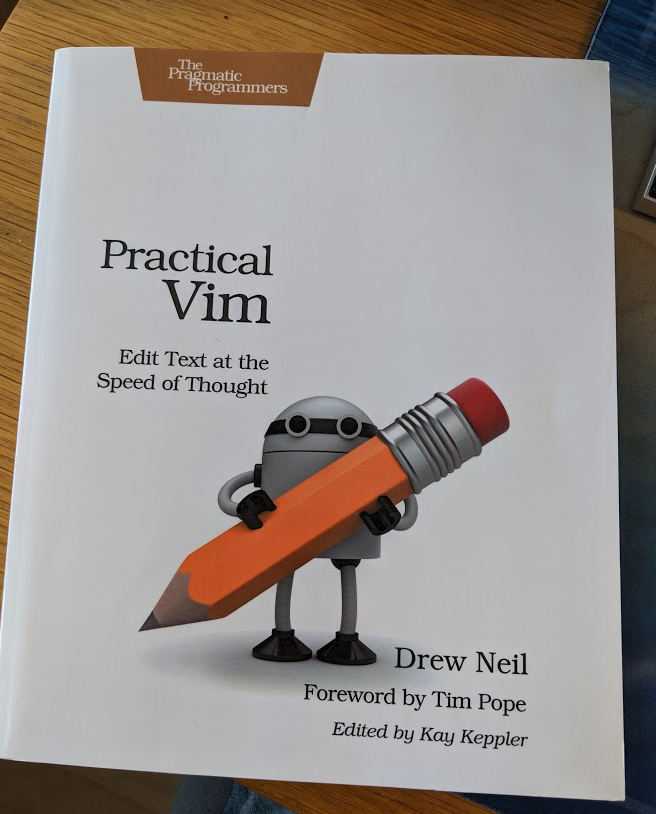 The
Pragmatic
Programmers
Practical
Vim
Edit Text at the
Speed of Thought
Drew Neil
Foreword by Tim Pope
Edited by Kay Keppler